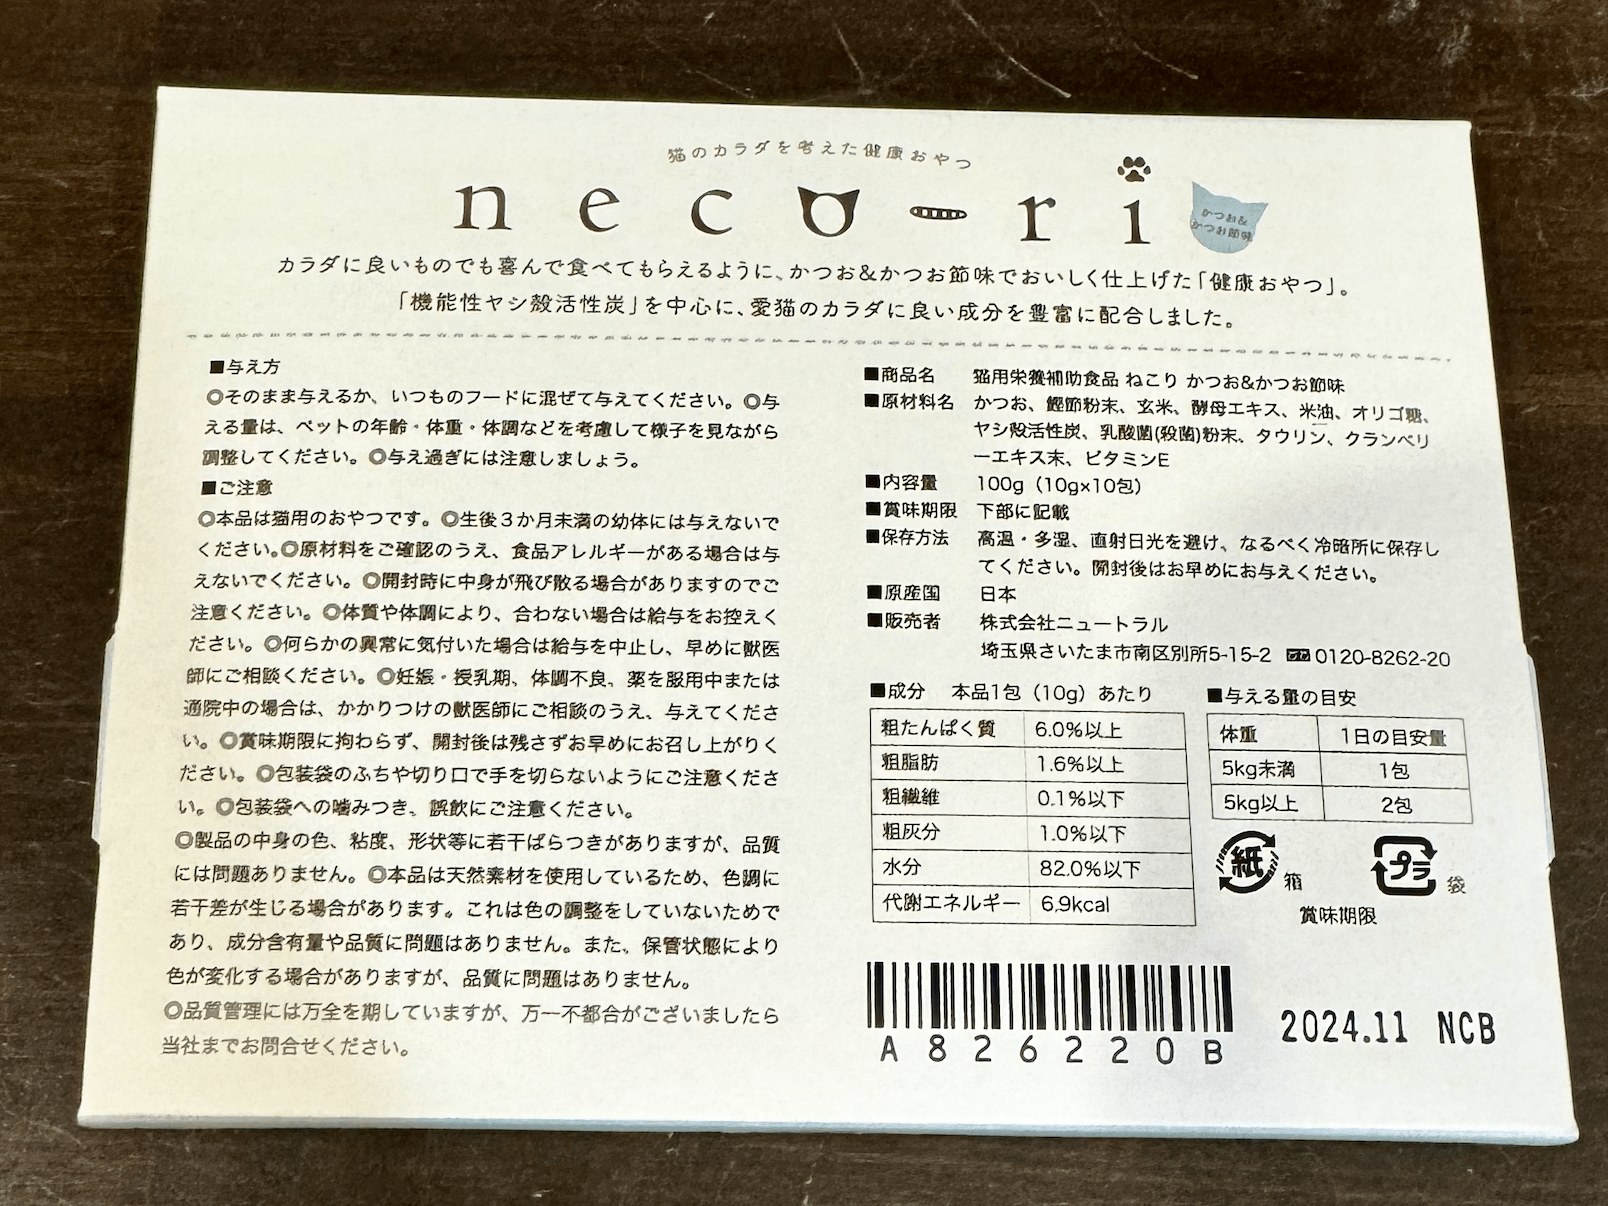 猫のカラダを考えた健康おやつ
neco-ri
かつお&
かつお節味
カラダに良いものでも喜んで食べてもらえるように、かつお&かつお節味でおいしく仕上げた「健康おやつ」。
「機能性ヤシ殻活性炭」を中心に、愛猫のカラダに良い成分を豊富に配合しました。
■与え方
◎そのまま与えるか、いつものフードに混ぜて与えてください。◎与
える量は、ペットの年齢・体重・体調などを考慮して様子を見ながら
調整してください。◎与え過ぎには注意しましょう。
■ご注意
◎本品は猫用のおやつです。◎生後３か月未満の幼体には与えないで
ください。◎原材料をご確認のうえ、食品アレルギーがある場合は与
えないでください。◎開封時に中身が飛び散る場合がありますのでご
注意ください。◎体質や体調により、合わない場合は給与をお控えく
ださい。◎何らかの異常に気付いた場合は給与を中止し、早めに獣医
師にご相談ください。◎妊娠・授乳期、体調不良、薬を服用中または
通院中の場合は、かかりつけの獣医師にご相談のうえ、与えてくださ
い。◎賞味期限に拘わらず、開封後は残さずお早めにお召し上がりく
ださい。◎包装袋のふちや切り口で手を切らないようにご注意くださ
い。◎包装袋への噛みつき、誤飲にご注意ください。
◎製品の中身の色、粘度、形状等に若干ばらつきがありますが、品質
には問題ありません。◎本品は天然素材を使用しているため、色調に
若干差が生じる場合があります。これは色の調整をしていないためで
あり、成分含有量や品質に問題はありません。また、保管状態により
色が変化する場合がありますが、品質に問題はありません。
◎品質管理には万全を期していますが、万一不都合がございましたら
当社までお問合せください。
■商品名 猫用栄養補助食品 ねこり かつお&かつお節味
■原材料名 かつお、鰹節粉末、玄米、酵母エキス、米油、オリゴ糖、
ヤシ殻活性炭、乳酸菌(殺菌)粉末、タウリン、クランベリ
ーエキス末、ビタミンE
■内容量 100g（10g×10包）
■賞味期限 下部に記載
■保存方法 高温・多湿、直射日光を避け、なるべく冷暗所に保存し
てください。開封後はお早めにお与えください。
■原産国 日本
■販売者 株式会社ニュートラル
埼玉県さいたま市南区別所5-15-2 0120-8262-20
■成分 本品1包（10g）あたり
粗たんぱく質 6.0%以上
粗脂肪 1.6%以上
粗繊維 0.1%以下
粗灰分 1.0%以下
水分 82.0%以下
代謝エネルギー 6.9kcal
■与える量の目安
体重 1日の目安量
5kg未満 1包
5kg以上 2包
紙 箱
プラ 袋
賞味期限
A826220B
2024.11 NCB